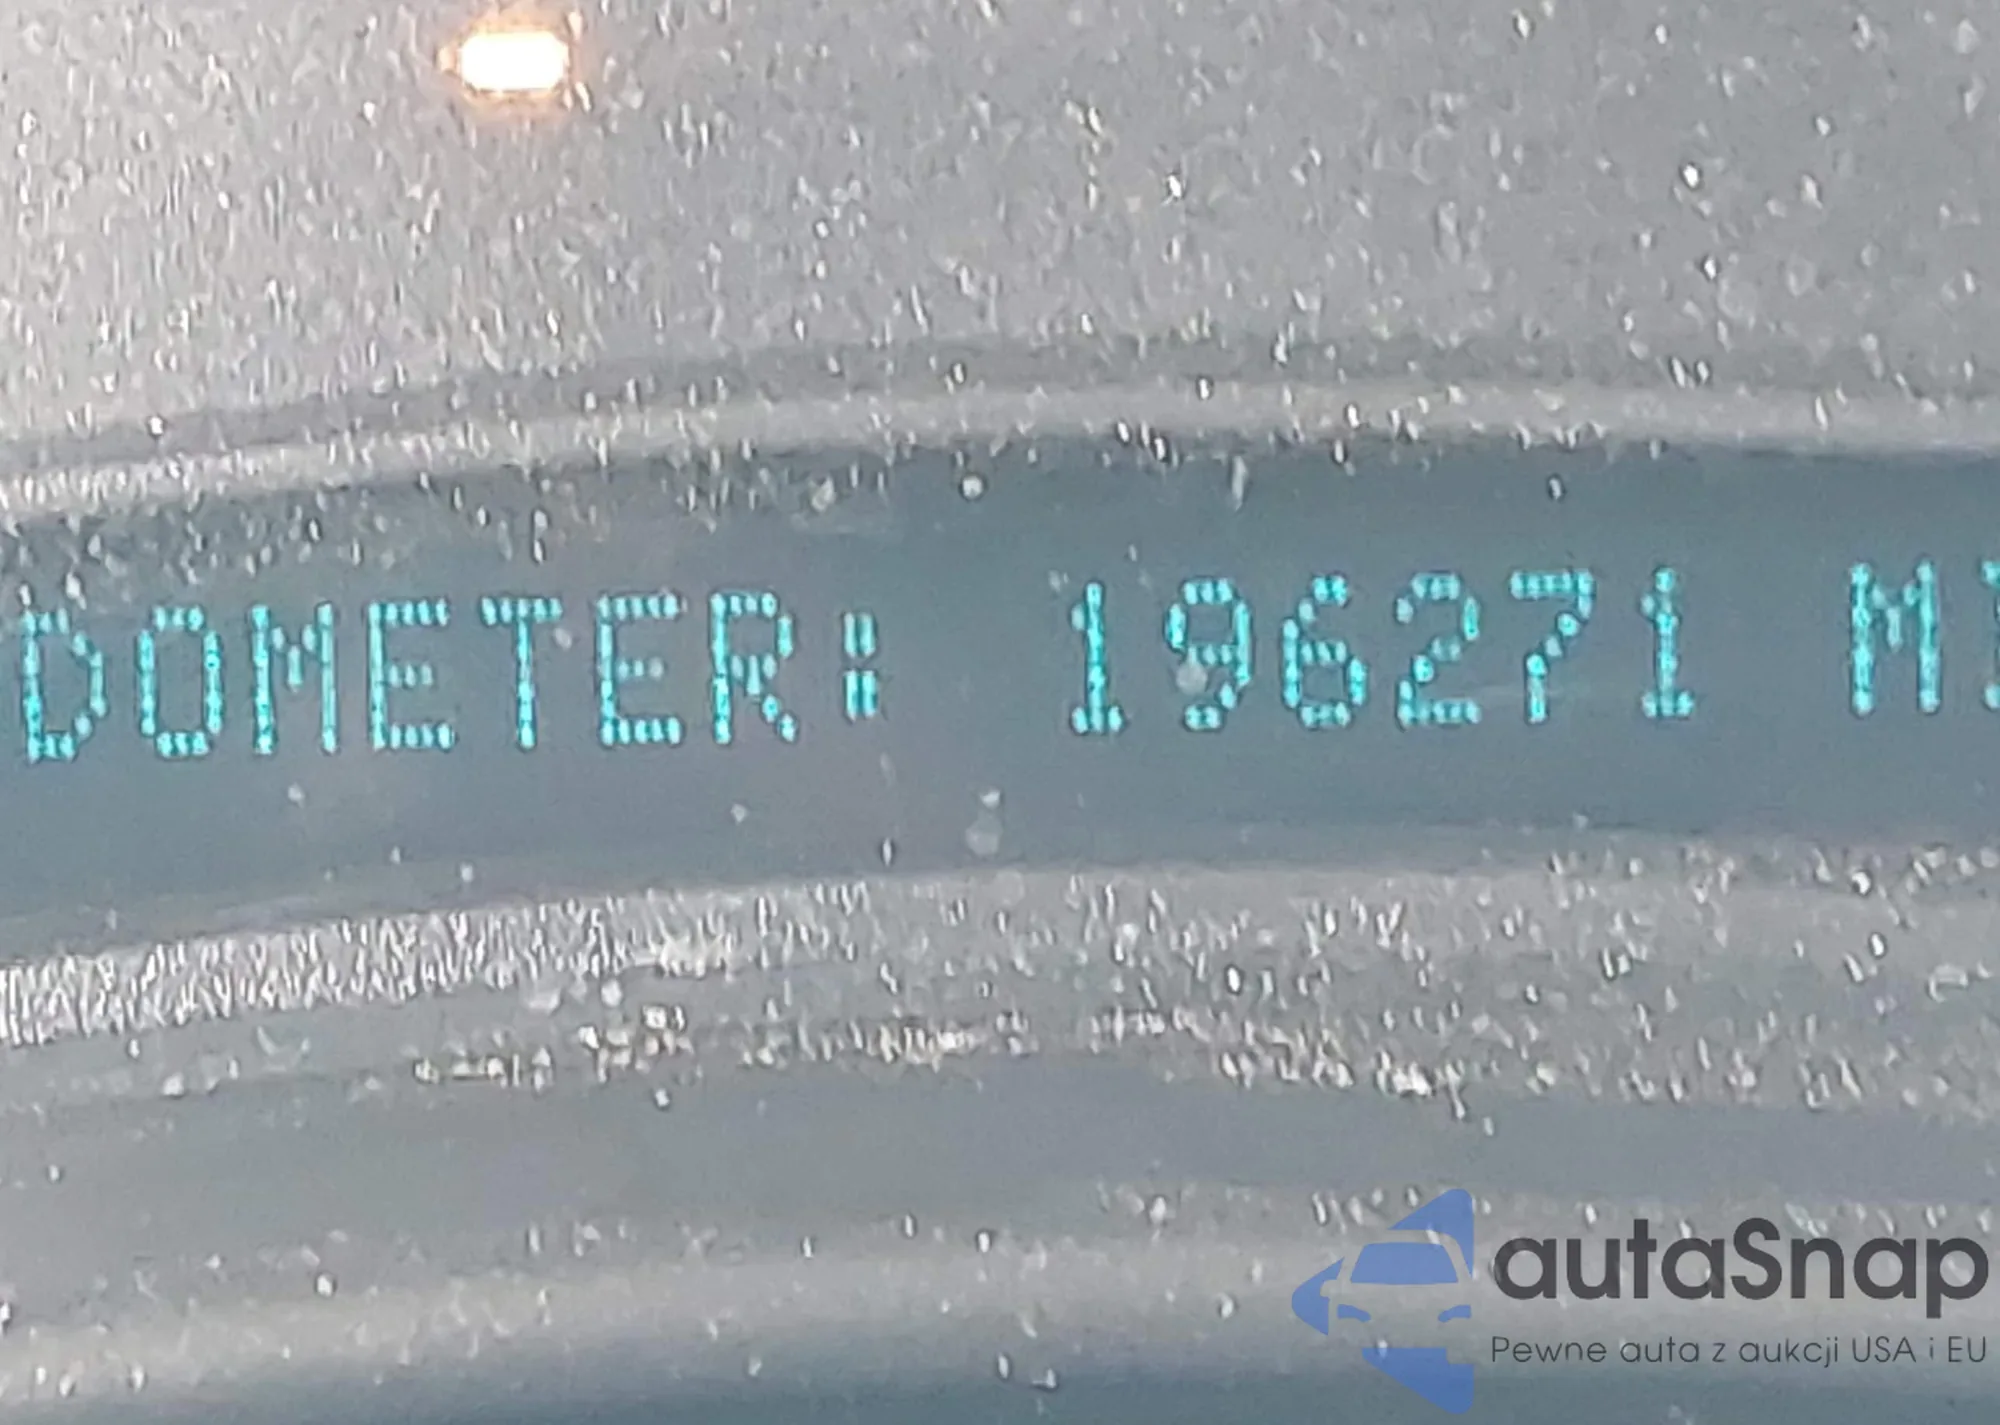 DOMETER: 196271 MI
autaSnap
Pewne auta z aukcji USA i EU